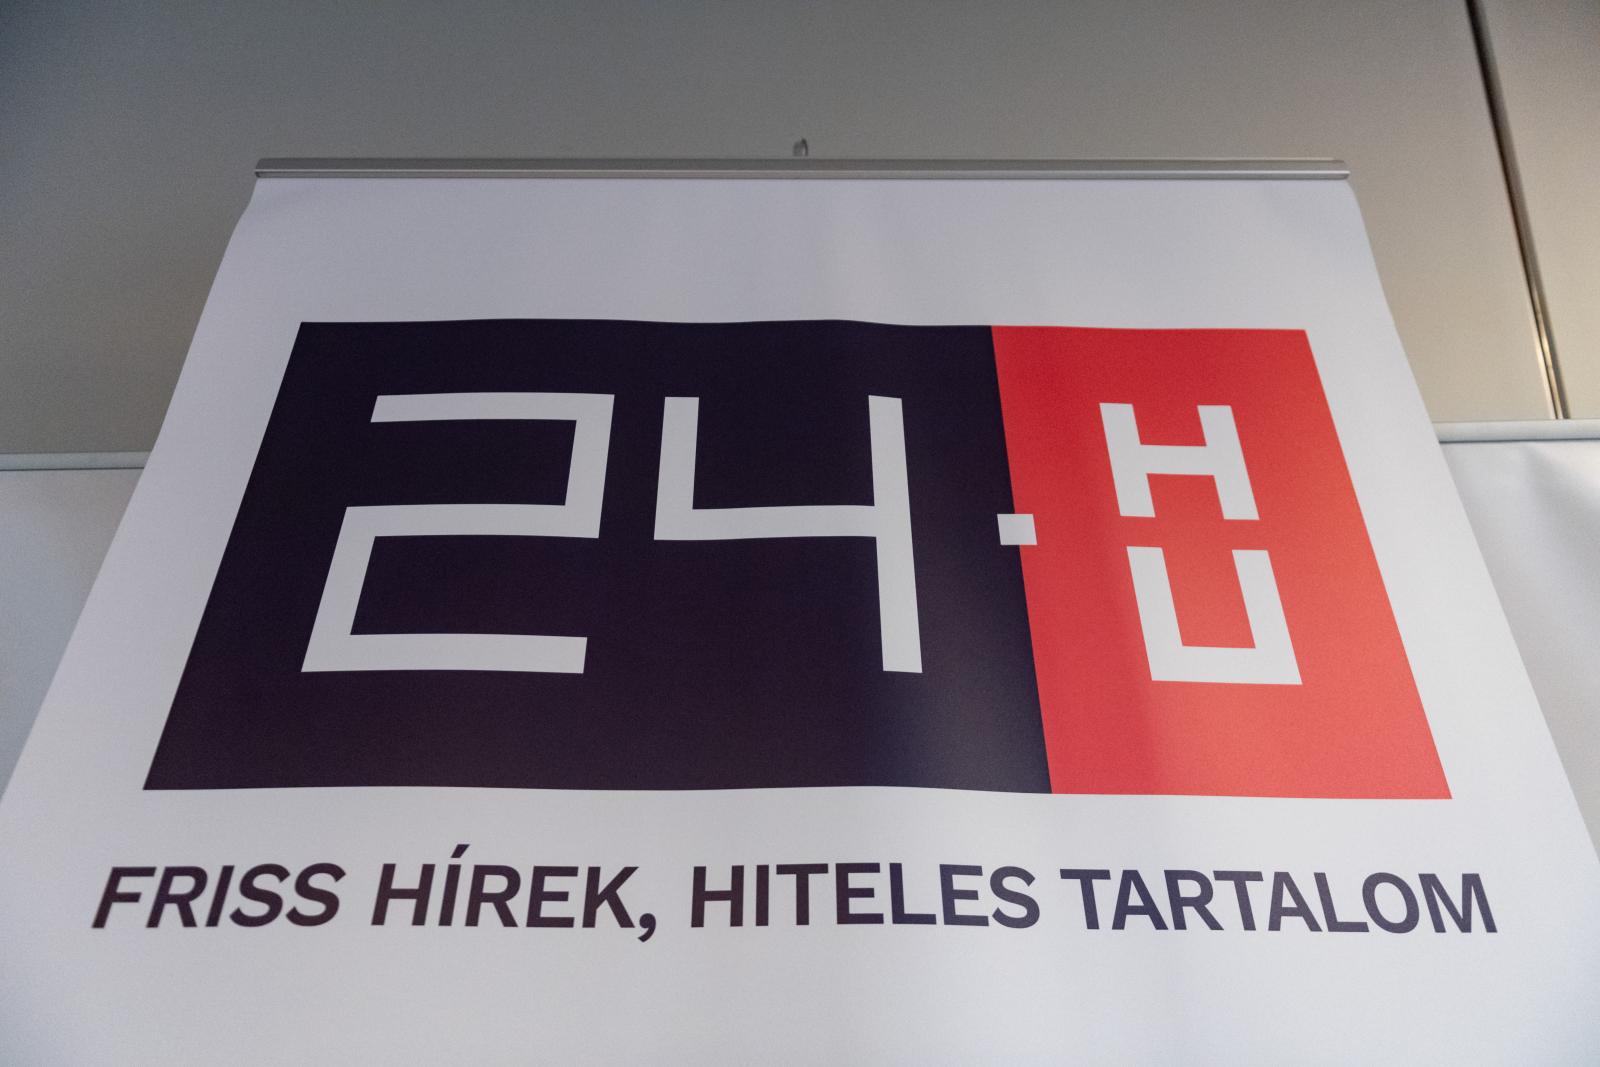 24.HU
FRISS HÍREK, HITELES TARTALOM